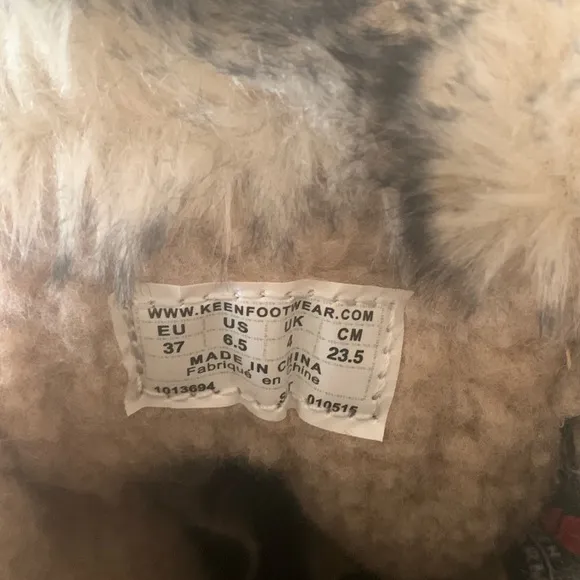 WWW.KEENFOOTWEAR.COM
EU US UK CM
37 6.5 4 23.5
MADE IN CHINA
Fabriqué en Chine
1013694 010515